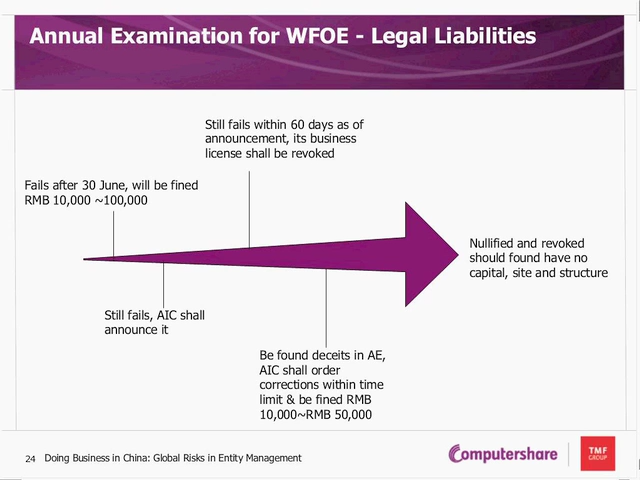 Annual Examination for WFOE - Legal Liabilities
Still fails within 60 days as of
announcement, its business
license shall be revoked
Fails after 30 June, will be fined
RMB 10,000 ~100,000
Nullified and revoked
should found have no
capital, site and structure
Still fails, AIC shall
announce it
Be found deceits in AE,
AIC shall order
corrections within time
limit & be fined RMB
10,000~RMB 50,000
24 Doing Business in China: Global Risks in Entity Management
Computershare
TMF
GROUP